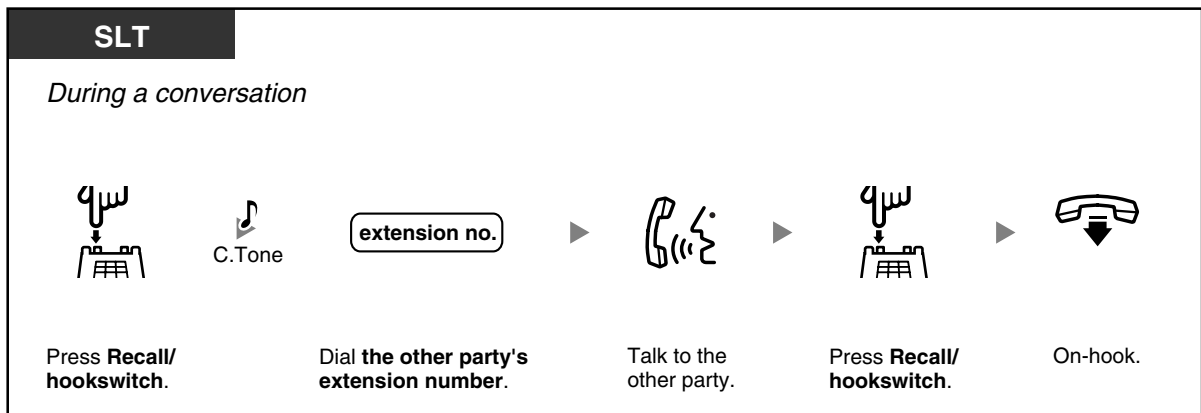 SLT
During a conversation
C.Tone
extension no.
Press Recall/
hookswitch.
Dial the other party's
extension number.
Talk to the
other party.
Press Recall/
hookswitch.
On-hook.